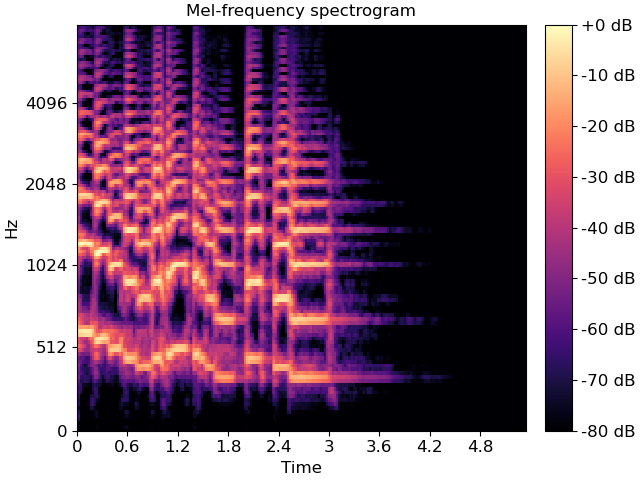 Mel-frequency spectrogram
Hz
4096
2048
1024
512
0
0 0.6 1.2 1.8 2.4 3 3.6 4.2 4.8
Time
+0 dB
-10 dB
-20 dB
-30 dB
-40 dB
-50 dB
-60 dB
-70 dB
-80 dB